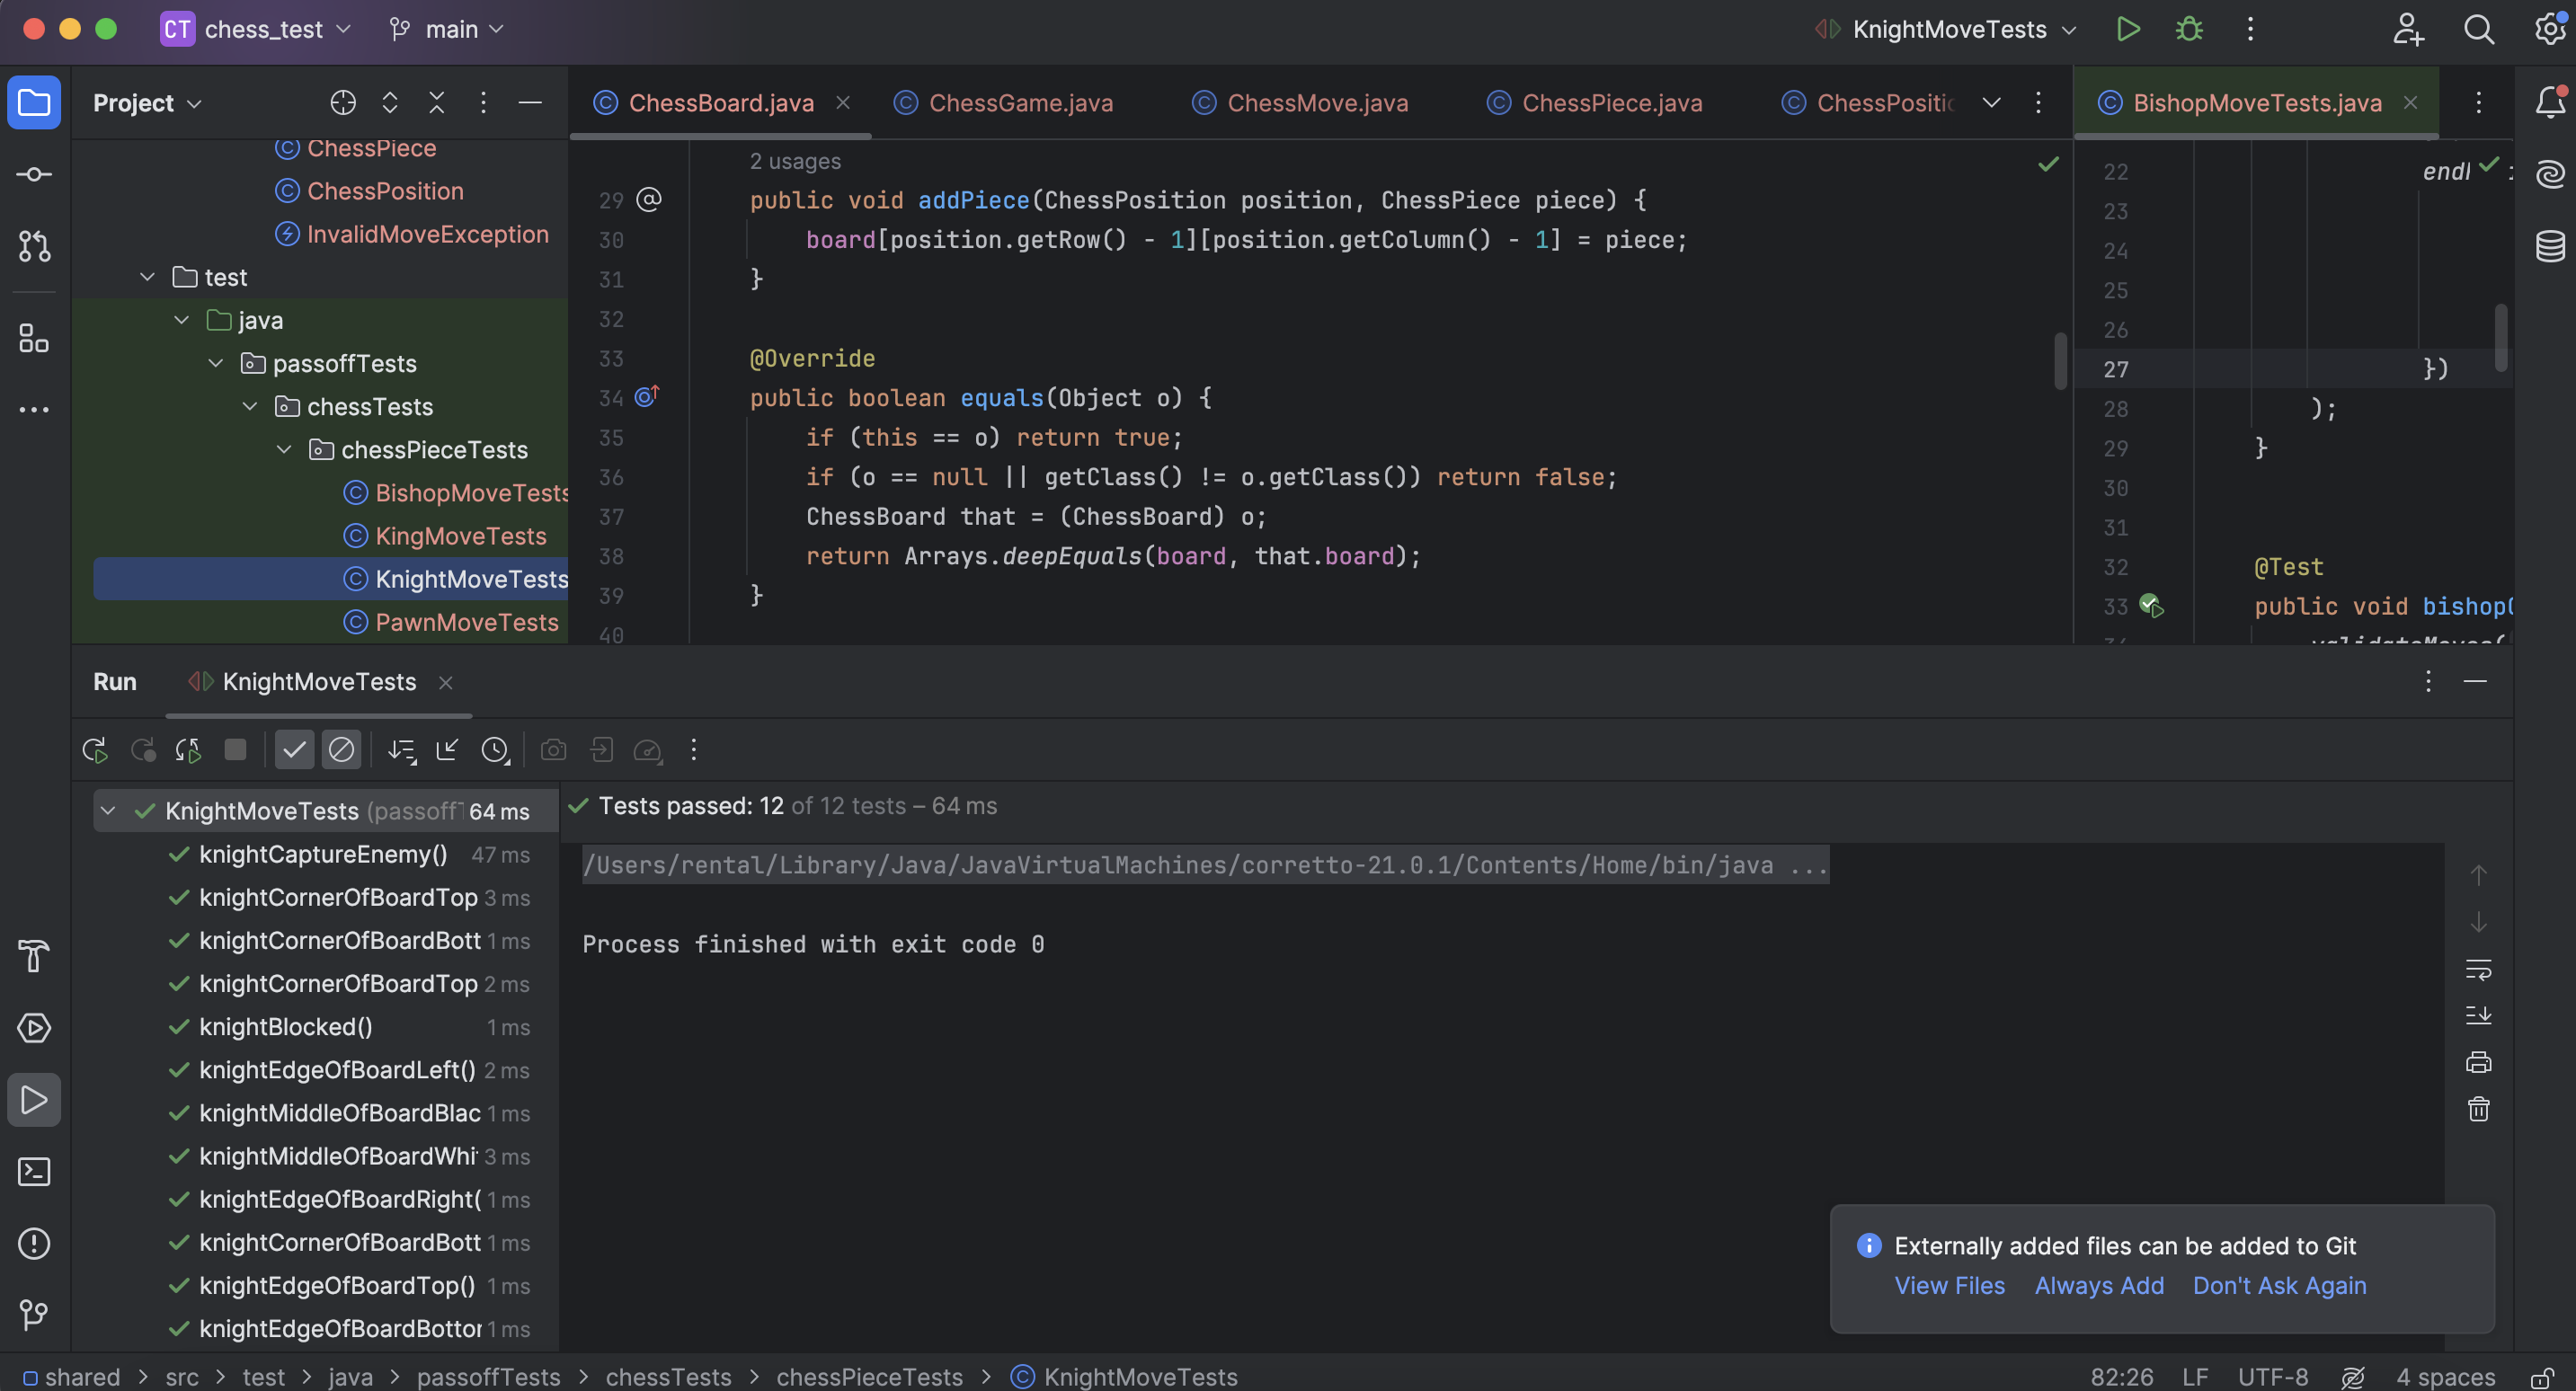 CT chess_test main KnightMoveTests
Project
ChessPiece
ChessPosition
InvalidMoveException
test
java
passoffTests
chessTests
chessPieceTests
BishopMoveTests
KingMoveTests
KnightMoveTests
PawnMoveTests
ChessBoard.java ChessGame.java ChessMove.java ChessPiece.java ChessPositic
2 usages
29 @ public void addPiece(ChessPosition position, ChessPiece piece) {
30 board[position.getRow() - 1][position.getColumn() - 1] = piece;
31 }
32
33 @Override
34 public boolean equals(Object o) {
35 if (this == o) return true;
36 if (o == null || getClass() != o.getClass()) return false;
37 ChessBoard that = (ChessBoard) o;
38 return Arrays.deepEquals(board, that.board);
39 }
40
BishopMoveTests.java
22
23
24
25
26
27 })
28 );
29 }
30
31
32 @Test
33 public void bishop
Run KnightMoveTests
KnightMoveTests (passoffT 64 ms
knightCaptureEnemy() 47 ms
knightCornerOfBoardTop 3 ms
knightCornerOfBoardBott 1 ms
knightCornerOfBoardTop 2 ms
knightBlocked() 1 ms
knightEdgeOfBoardLeft() 2 ms
knightMiddleOfBoardBlac 1 ms
knightMiddleOfBoardWhi 3 ms
knightEdgeOfBoardRight( 1 ms
knightCornerOfBoardBott 1 ms
knightEdgeOfBoardTop() 1 ms
knightEdgeOfBoardBottor 1 ms
Tests passed: 12 of 12 tests – 64 ms
/Users/rental/Library/Java/JavaVirtualMachines/corretto-21.0.1/Contents/Home/bin/java ...
Process finished with exit code 0
Externally added files can be added to Git
View Files Always Add Don't Ask Again
shared > src > test > java > passoffTests > chessTests > chessPieceTests > KnightMoveTests 82:26 LF UTF-8 4 spaces